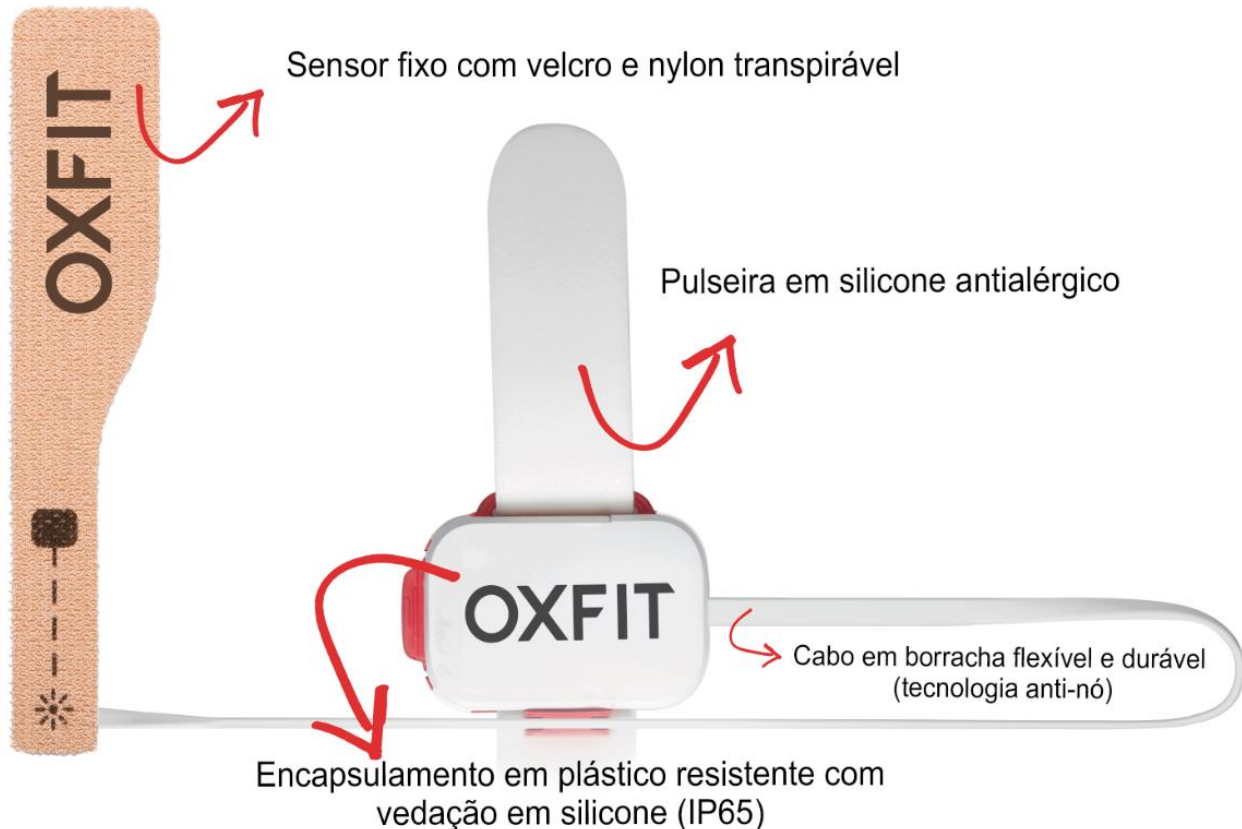 OXFIT
Sensor fixo com velcro e nylon transpirável
Pulseira em silicone antialérgico
OXFIT
Cabo em borracha flexível e durável
(tecnologia anti-nó)
Encapsulamento em plástico resistente com
vedação em silicone (IP65)